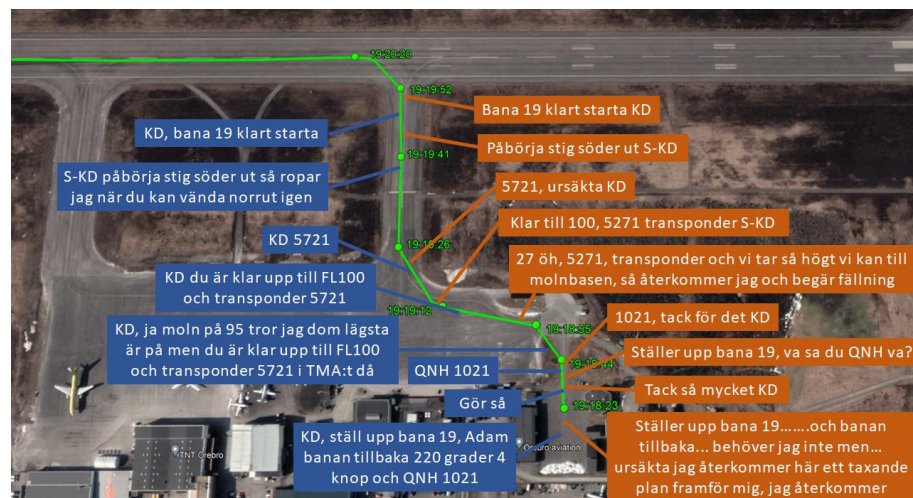 19:20:28
19:19:52
Bana 19 klart starta KD
KD, bana 19 klart starta
Påbörja stig söder ut S-KD
19:19:41
S-KD påbörja stig söder ut så ropar
jag när du kan vända norrut igen
5721, ursäkta KD
Klar till 100, 5271 transponder S-KD
KD 5721
19:19:26
27 öh, 5271, transponder och vi tar så högt vi kan till
molnbasen, så återkommer jag och begär fällning
KD du är klar upp till FL100
och transponder 5721
19:19:12
19:18:55
KD, ja moln på 95 tror jag dom lägsta
är på men du är klar upp till FL100
och transponder 5721 i TMA:t då
1021, tack för det KD
19:18:44
Ställer upp bana 19, va sa du QNH va?
QNH 1021
Tack så mycket KD
Gör så
19:18:23
KD, ställ upp bana 19, Adam
banan tillbaka 220 grader 4
knop och QNH 1021
Ställer upp bana 19.......och banan
tillbaka... behöver jag inte men...
ursäkta jag återkommer här ett taxande
plan framför mig, jag återkommer
TNT Örebro
Örebro aviation